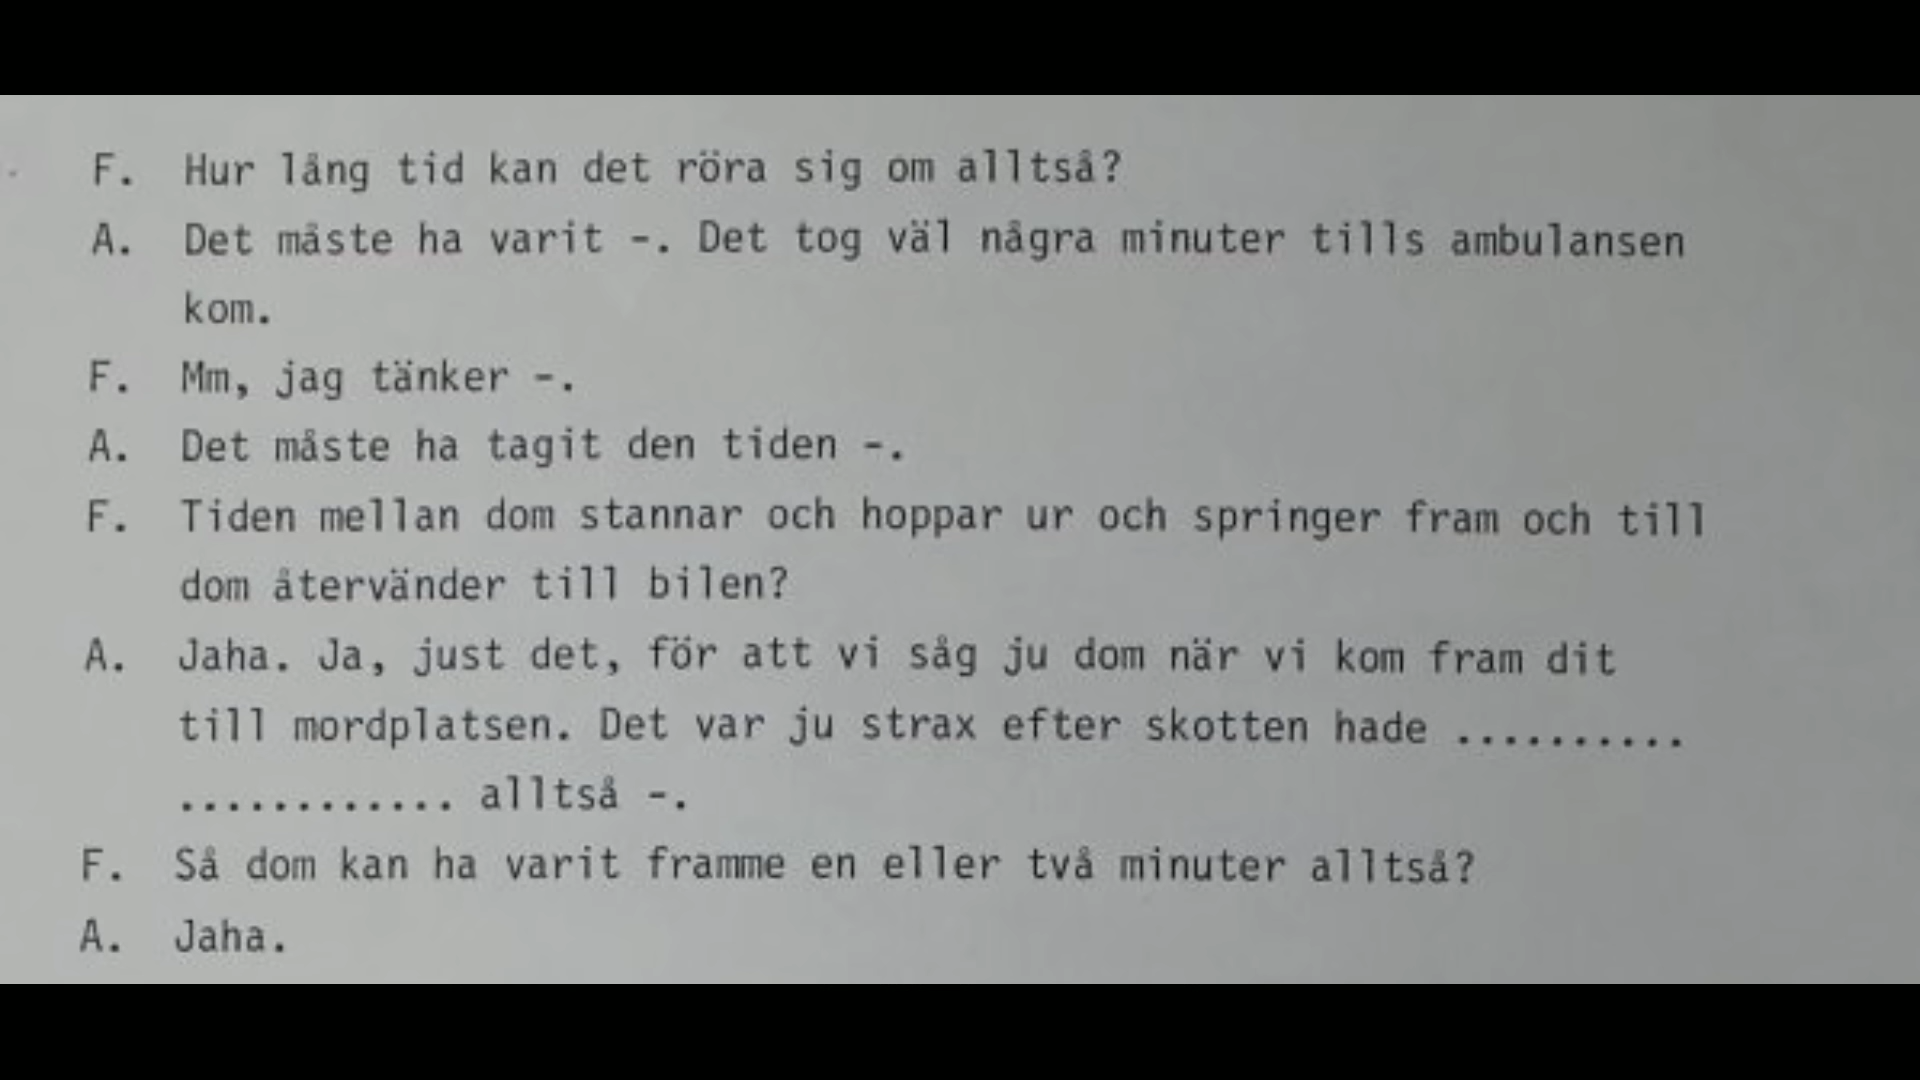 F. Hur lång tid kan det röra sig om alltså?
A. Det måste ha varit -. Det tog väl några minuter tills ambulansen
kom.
F. Mm, jag tänker -.
A. Det måste ha tagit den tiden -.
F. Tiden mellan dom stannar och hoppar ur och springer fram och till
dom återvänder till bilen?
A. Jaha. Ja, just det, för att vi såg ju dom när vi kom fram dit
till mordplatsen. Det var ju strax efter skotten hade ..........
............ alltså -.
F. Så dom kan ha varit framme en eller två minuter alltså?
A. Jaha.